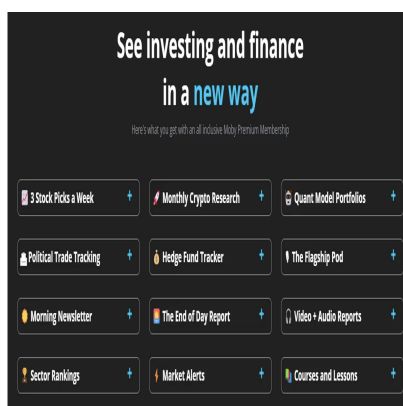 See investing and finance
in a new way
Here's what you get with an all inclusive Moby Premium Membership
3 Stock Picks a Week +
Monthly Crypto Research +
Quant Model Portfolios +
Political Trade Tracking +
Hedge Fund Tracker +
The Flagship Pod +
Morning Newsletter +
The End of Day Report +
Video + Audio Reports +
Sector Rankings +
Market Alerts +
Courses and Lessons +